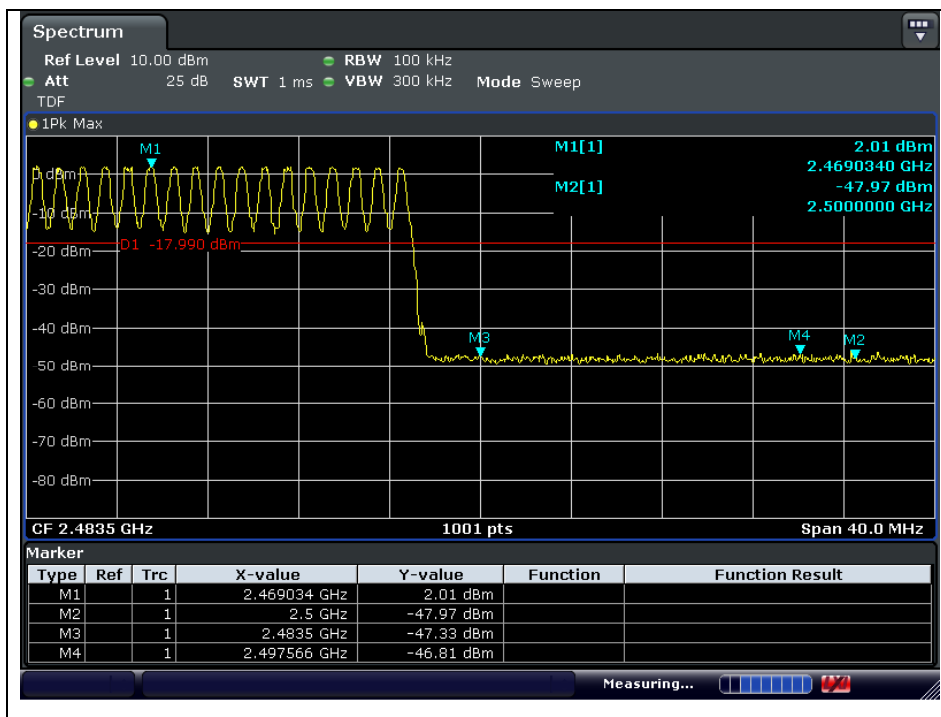 Spectrum
Ref Level 10.00 dBm RBW 100 kHz
Att 25 dB SWT 1 ms VBW 300 kHz Mode Sweep
TDF
1Pk Max
M1 M1[1] 2.01 dBm
2.4690340 GHz
0 dBm M2[1] -47.97 dBm
-10 dBm 2.5000000 GHz
D1 -17.990 dBm
-20 dBm
-30 dBm
-40 dBm
M3 M4 M2
-50 dBm
-60 dBm
-70 dBm
-80 dBm
CF 2.4835 GHz 1001 pts Span 40.0 MHz
Marker
Type Ref Trc X-value Y-value Function Function Result
M1 1 2.469034 GHz 2.01 dBm
M2 1 2.5 GHz -47.97 dBm
M3 1 2.4835 GHz -47.33 dBm
M4 1 2.497566 GHz -46.81 dBm
Measuring...